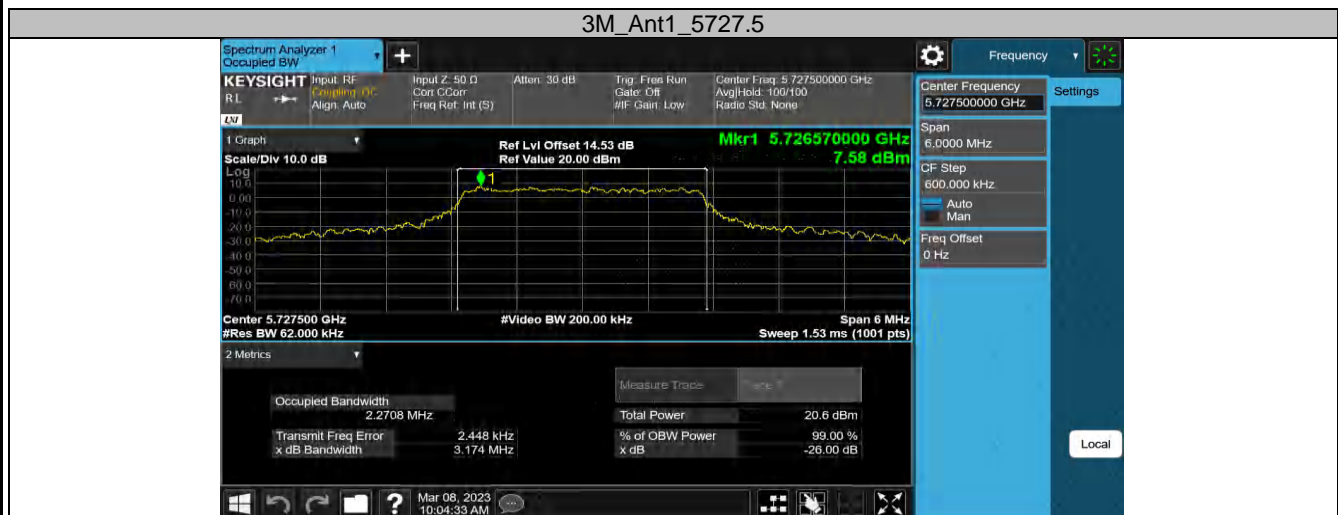 3M_Ant1_5727.5
Spectrum Analyzer 1
Occupied BW
+
Frequency
KEYSIGHT
Input: RF
Input Z: 50 Ω
Atten: 30 dB
Trig: Free Run
Center Freq: 5.727500000 GHz
RL
Coupling: DC
Corr CCorr
Gate: Off
Avg|Hold: 100/100
Align: Auto
Freq Ref: Int (S)
#IF Gain: Low
Radio Std: None
LXI
Center Frequency
5.727500000 GHz
Settings
Span
6.0000 MHz
CF Step
600.000 kHz
Auto
Man
Freq Offset
0 Hz
1 Graph
Ref Lvl Offset 14.53 dB
Mkr1 5.726570000 GHz
Scale/Div 10.0 dB
Ref Value 20.00 dBm
7.58 dBm
Log
1
10.0
0.00
-10.0
-20.0
-30.0
-40.0
-50.0
-60.0
-70.0
Center 5.727500 GHz
#Video BW 200.00 kHz
Span 6 MHz
#Res BW 62.000 kHz
Sweep 1.53 ms (1001 pts)
2 Metrics
Measure Trace
Trace 1
Occupied Bandwidth
2.2708 MHz
Total Power
20.6 dBm
Transmit Freq Error
2.448 kHz
% of OBW Power
99.00 %
x dB Bandwidth
3.174 MHz
x dB
-26.00 dB
Local
?
Mar 08, 2023
10:04:33 AM